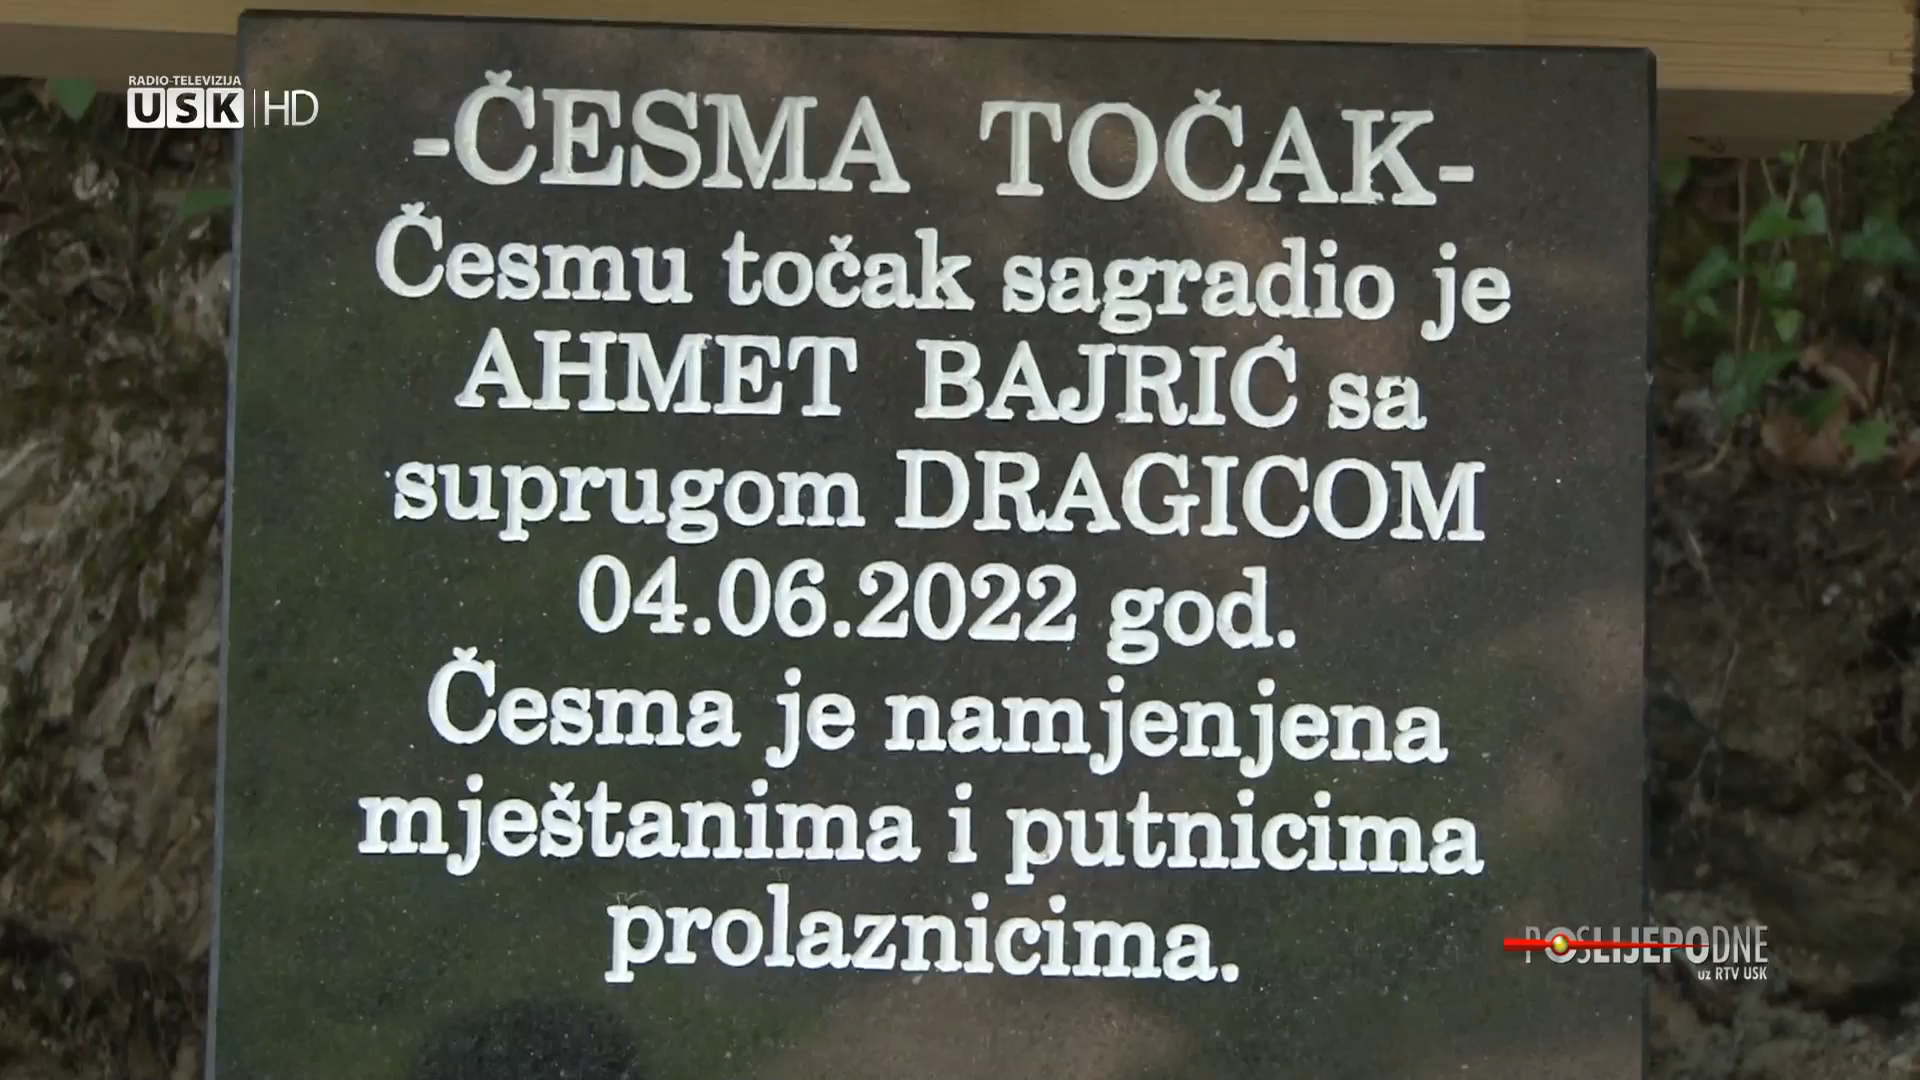 RADIO-TELEVIZIJA
USK HD
-ČESMA TOČAK-
Česmu točak sagradio je
AHMET BAJRIĆ sa
suprugom DRAGICOM
04.06.2022 god.
Česma je namjenjena
mještanima i putnicima
prolaznicima.
POSLIJEPODNE
uz RTV USK